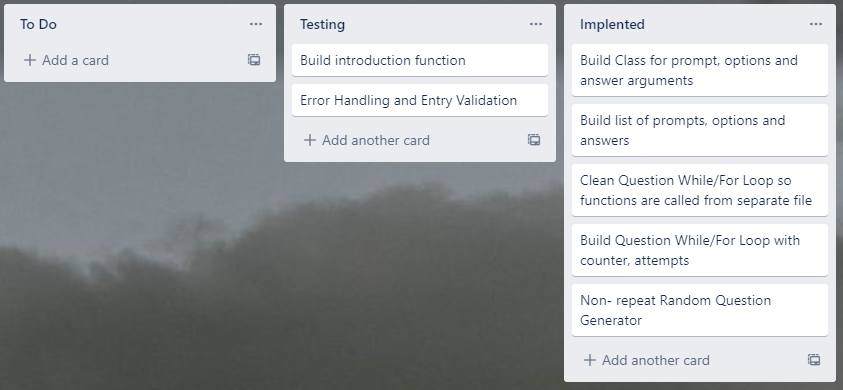 To Do
Add a card
Testing
Build introduction function
Error Handling and Entry Validation
Add another card
Implented
Build Class for prompt, options and
answer arguments
Build list of prompts, options and
answers
Clean Question While/For Loop so
functions are called from separate file
Build Question While/For Loop with
counter, attempts
Non- repeat Random Question
Generator
Add another card